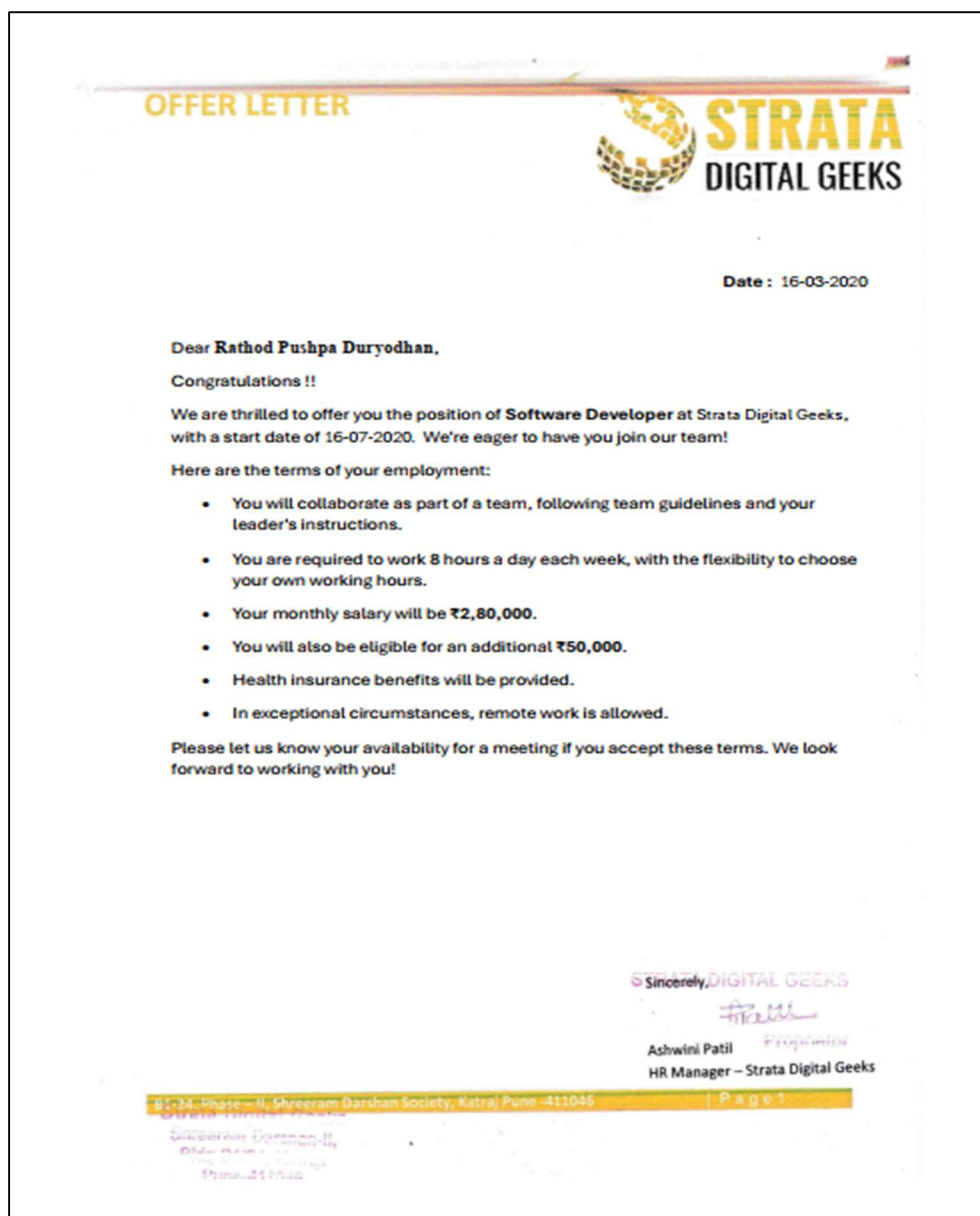 OFFER LETTER
STRATA
DIGITAL GEEKS
Date : 16-03-2020
Dear Rathod Pushpa Duryodhan,
Congratulations !!
We are thrilled to offer you the position of Software Developer at Strata Digital Geeks,
with a start date of 16-07-2020. We're eager to have you join our team!
Here are the terms of your employment:
• You will collaborate as part of a team, following team guidelines and your
leader's instructions.
• You are required to work 8 hours a day each week, with the flexibility to choose
your own working hours.
• Your monthly salary will be ₹2,80,000.
• You will also be eligible for an additional ₹50,000.
• Health insurance benefits will be provided.
• In exceptional circumstances, remote work is allowed.
Please let us know your availability for a meeting if you accept these terms. We look
forward to working with you!
STRATA DIGITAL GEEKS
Sincerely,
Proprietor
Ashwini Patil
HR Manager – Strata Digital Geeks
B1-24, Phase – II, Shreeram Darshan Society, Katraj Pune -411046 | Page 1